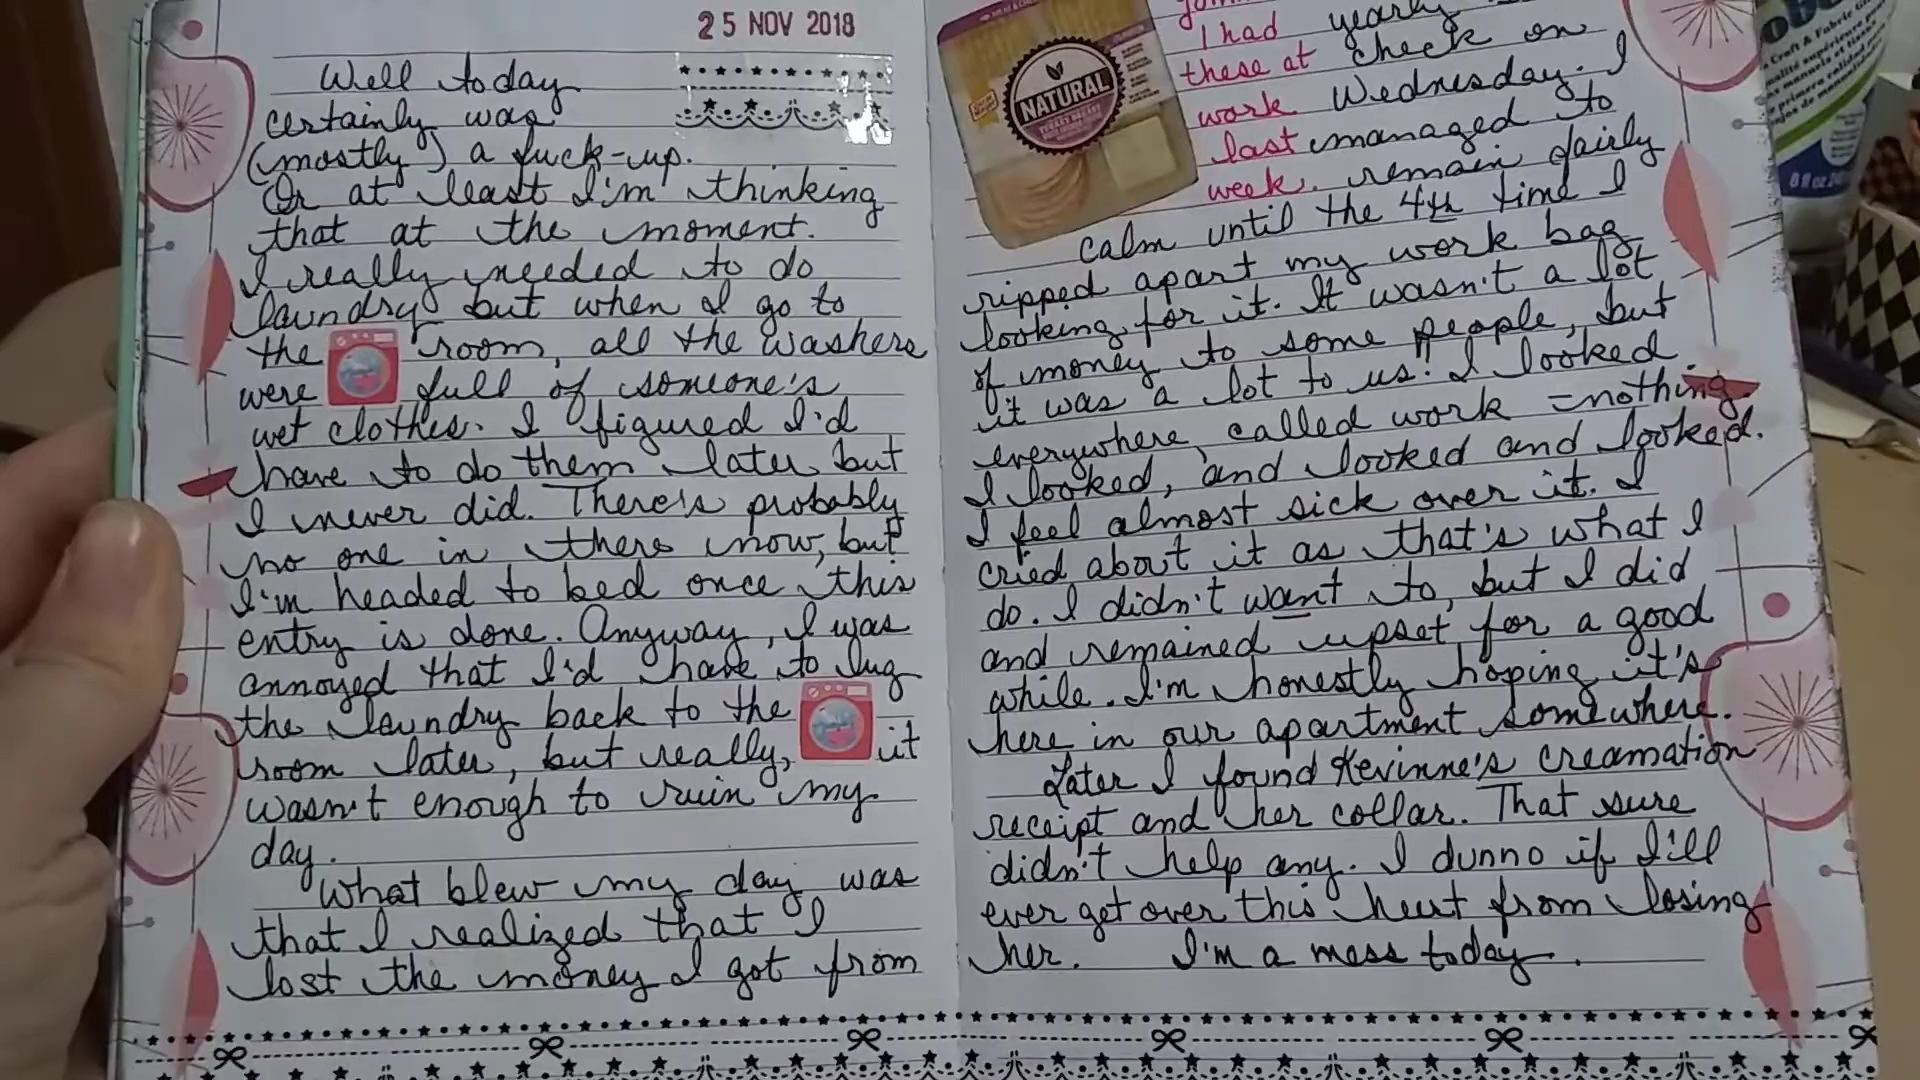 25 NOV 2018
Well today
certainly was
(mostly) a fuck-up.
Or at least I'm thinking
that at the moment.
I really needed to do
laundry but when I go to
the room, all the washers
were full of someone's
wet clothes. I figured I'd
have to do them later but
I never did. There's probably
no one in there now, but
I'm headed to bed once this
entry is done. Anyway, I was
annoyed that I'd have to lug
the laundry back to the
room later, but really, it
wasn't enough to ruin my
day.
What blew my day was
that I realized that I
lost the money I got from
NATURAL
TURKEY BREAST
I had
these at
work
last
week.
yearly
check on
Wednesday. I
managed to
remain fairly
calm until the 4th time I
ripped apart my work bag
looking for it. It wasn't a lot
of money to some people, but
it was a lot to us! I looked
everywhere, called work = nothing.
I looked, and looked and looked.
I feel almost sick over it. I
cried about it as that's what I
do. I didn't want to, but I did
and remained upset for a good
while. I'm honestly hoping it's
here in our apartment somewhere.
Later I found Kevinne's creamation
receipt and her collar. That sure
didn't help any. I dunno if I'll
ever get over this hurt from losing
her. I'm a mess today.
Craft & Fabric
8 fl oz